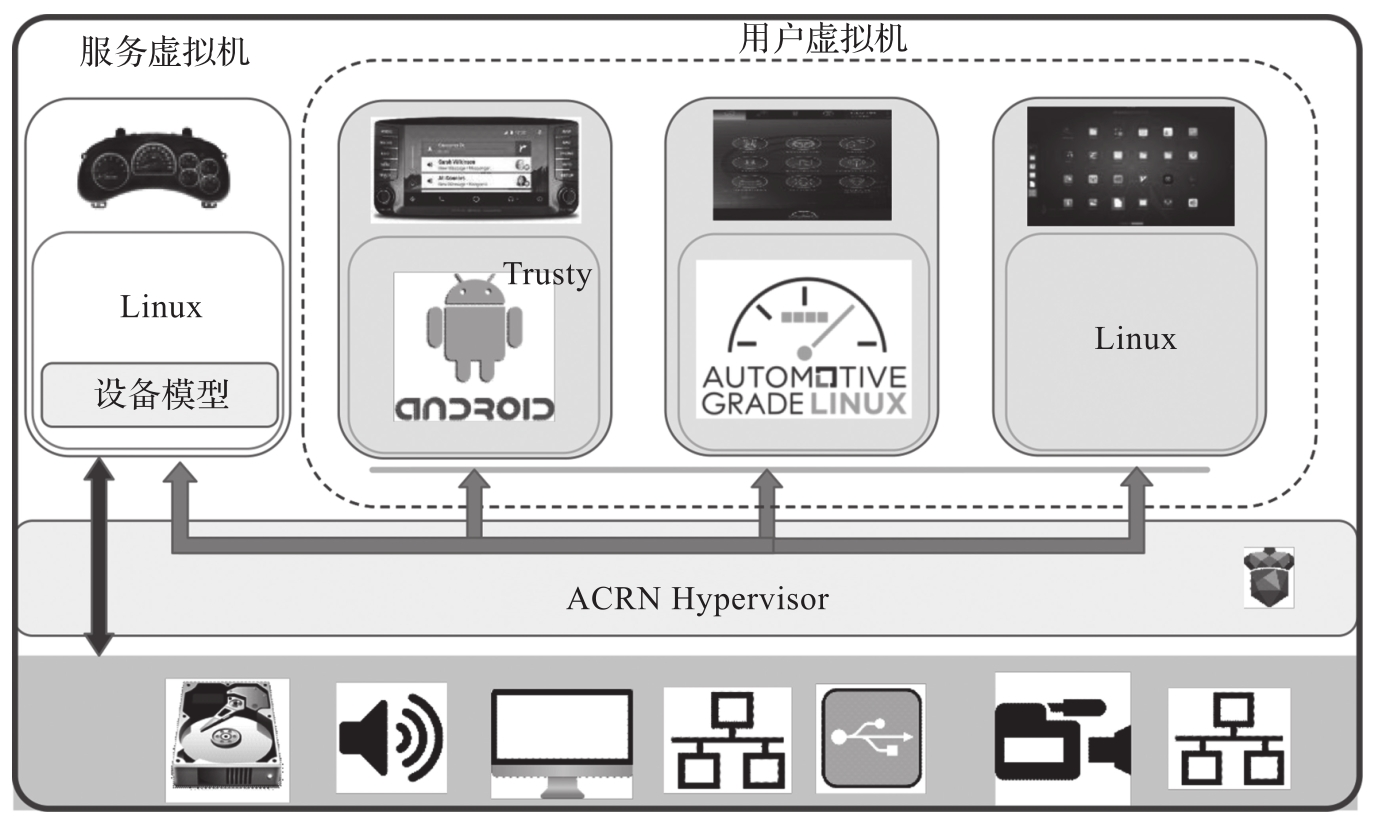 服务虚拟机
用户虚拟机
Linux
设备模型
Trusty
ANDROID
AUTOMOTIVE
GRADE LINUX
Linux
ACRN Hypervisor